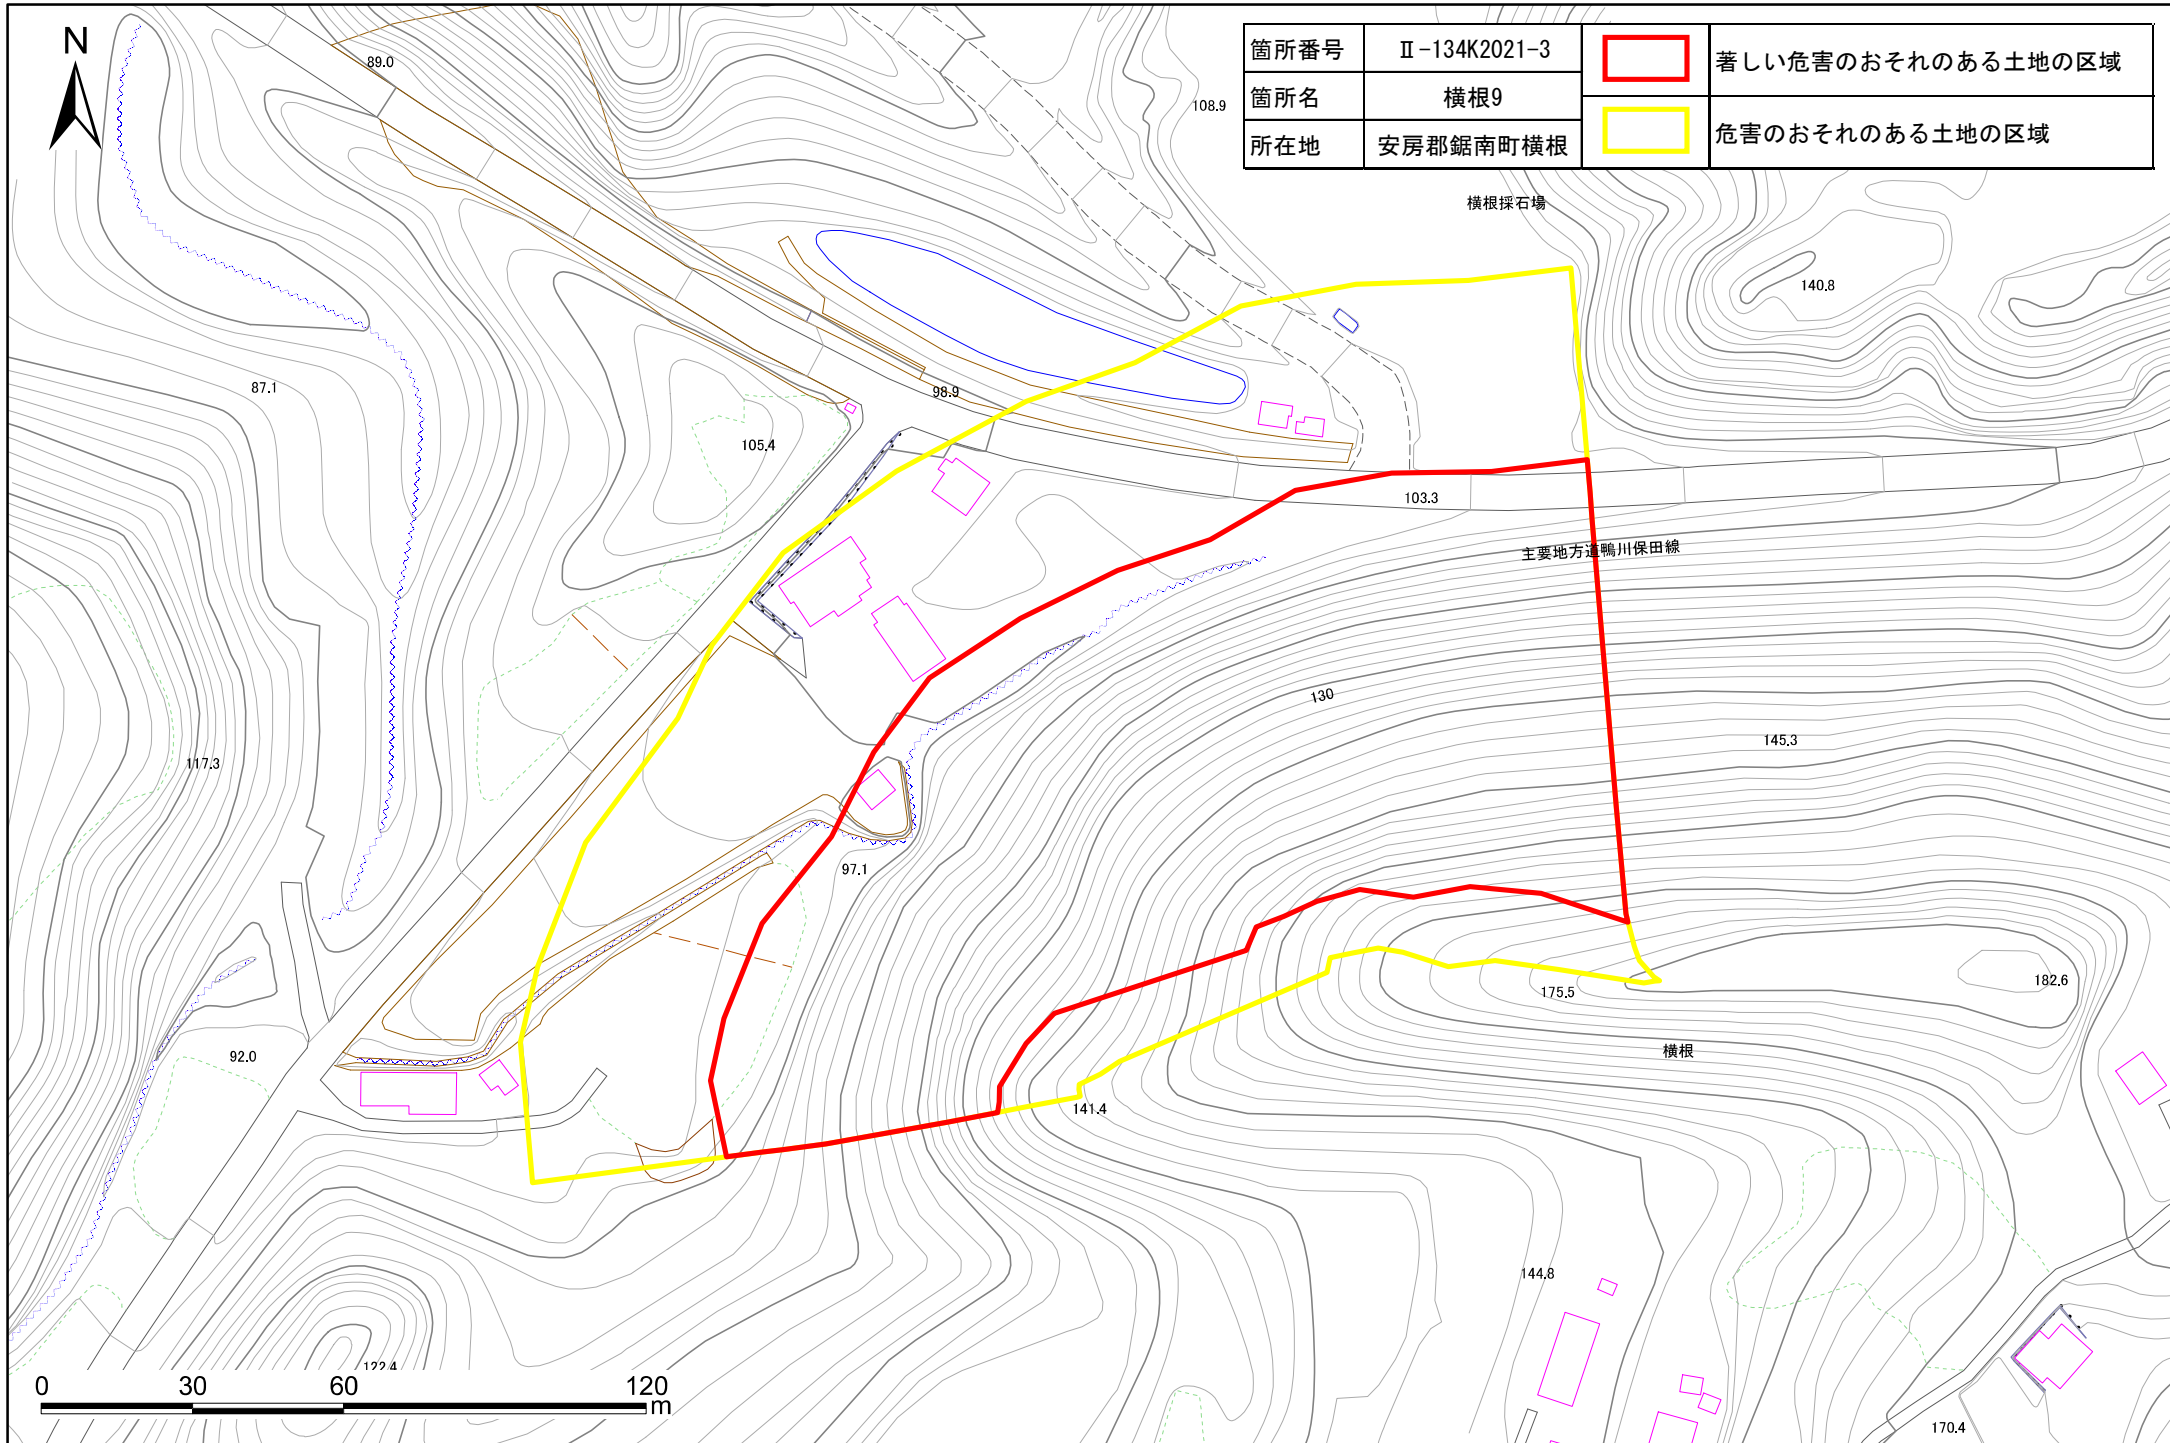 N
箇所番号 Ⅱ-134K2021-3
箇所名 横根9
所在地 安房郡鋸南町横根
著しい危害のおそれのある土地の区域
危害のおそれのある土地の区域
89.0
108.9
横根採石場
140.8
87.1
98.9
105.4
103.3
主要地方道鴨川保田線
130
145.3
117.3
97.1
182.6
175.5
92.0
横根
141.4
144.8
122.4
170.4
0 30 60 120
m